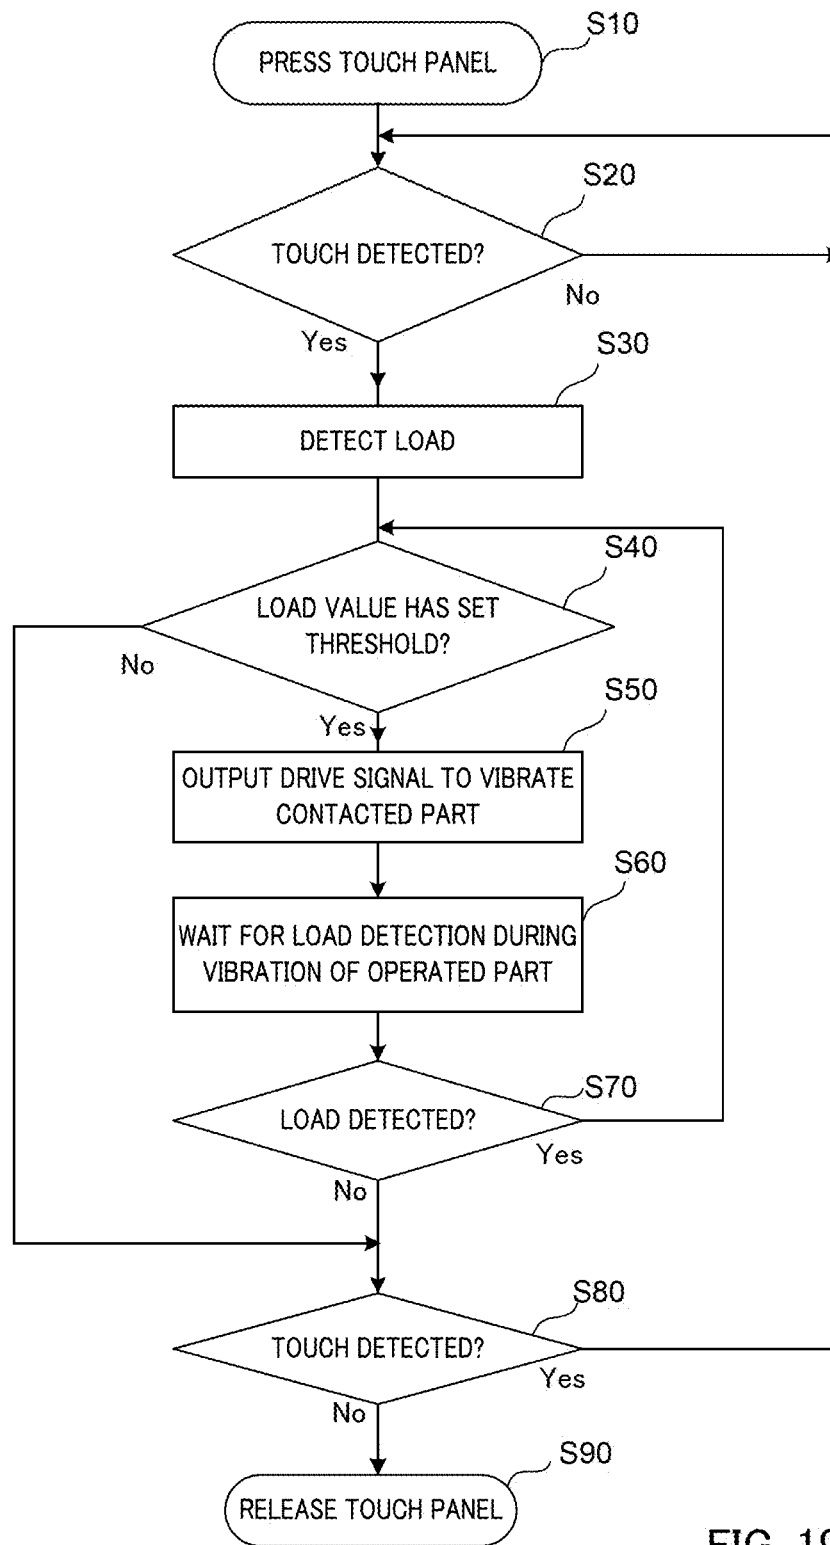 S10
PRESS TOUCH PANEL
S20
TOUCH DETECTED?
No
Yes
S30
DETECT LOAD
S40
LOAD VALUE HAS SET
THRESHOLD?
No
Yes
S50
OUTPUT DRIVE SIGNAL TO VIBRATE
CONTACTED PART
S60
WAIT FOR LOAD DETECTION DURING
VIBRATION OF OPERATED PART
S70
LOAD DETECTED?
Yes
No
S80
TOUCH DETECTED?
Yes
No
S90
RELEASE TOUCH PANEL
FIG.